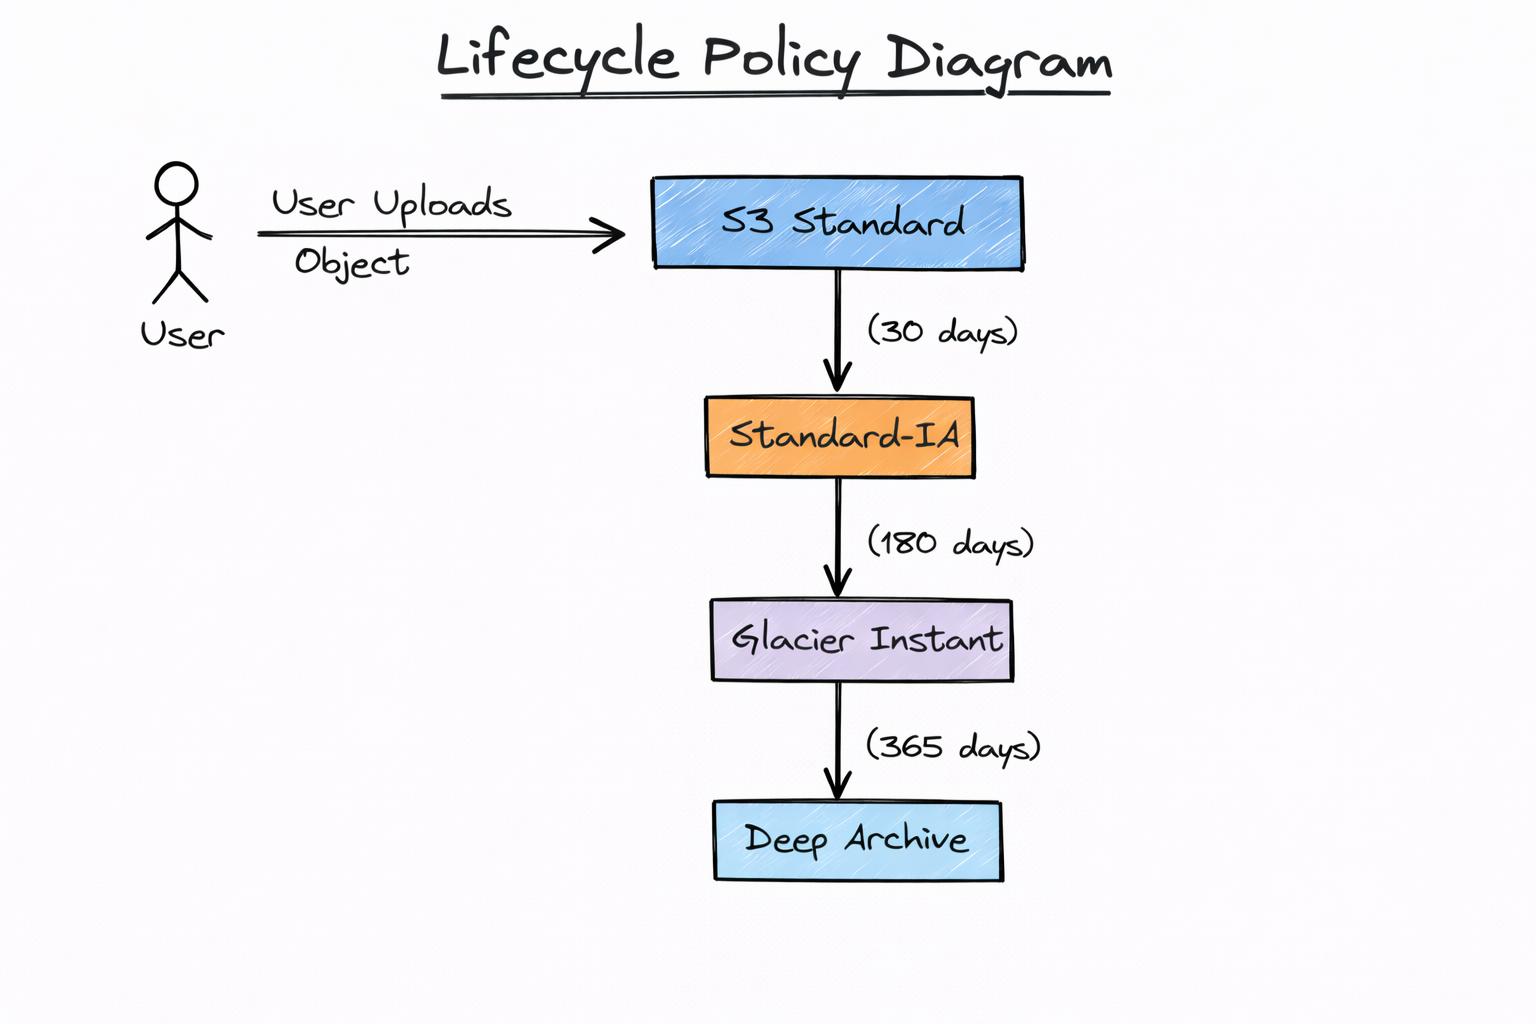 Lifecycle Policy Diagram
User Uploads
Object
User
S3 Standard
(30 days)
Standard-IA
(180 days)
Glacier Instant
(365 days)
Deep Archive